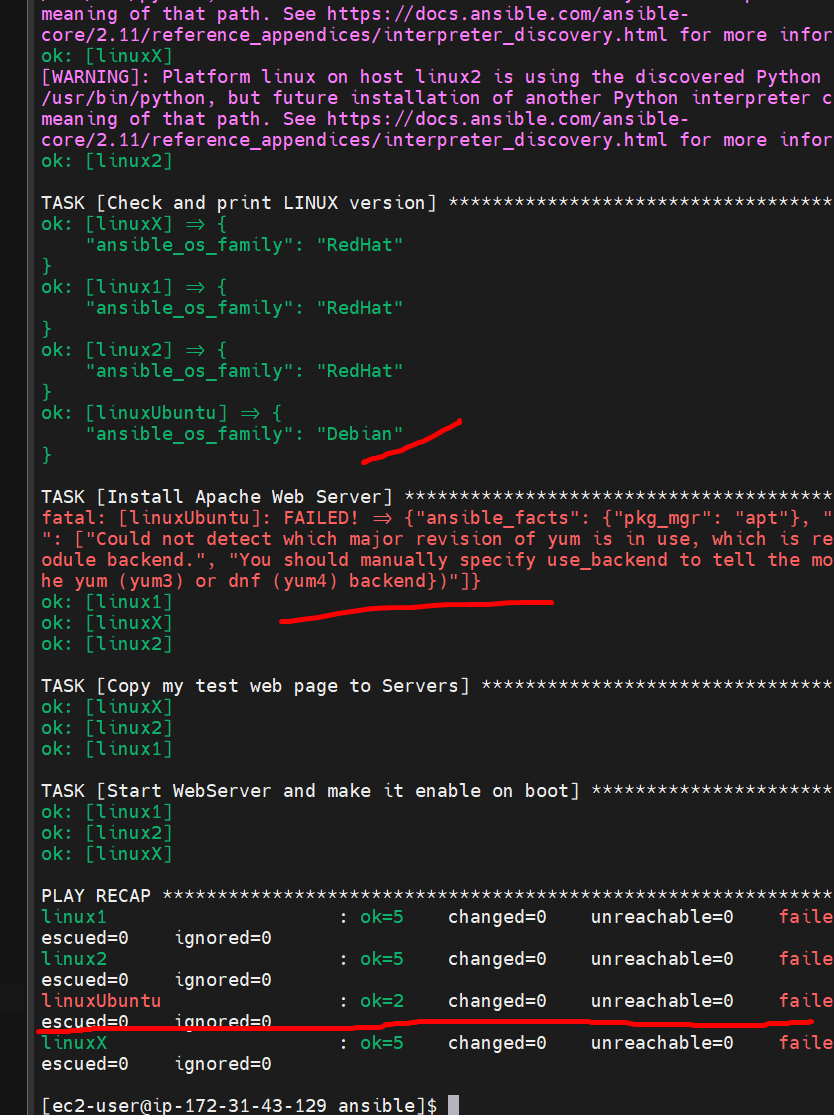 meaning of that path. See https://docs.ansible.com/ansible-
core/2.11/reference_appendices/interpreter_discovery.html for more infor
ok: [linuxX]
[WARNING]: Platform linux on host linux2 is using the discovered Python
/usr/bin/python, but future installation of another Python interpreter c
meaning of that path. See https://docs.ansible.com/ansible-
core/2.11/reference_appendices/interpreter_discovery.html for more infor
ok: [linux2]
TASK [Check and print LINUX version] ***********************************
ok: [linuxX] => {
    "ansible_os_family": "RedHat"
}
ok: [linux1] => {
    "ansible_os_family": "RedHat"
}
ok: [linux2] => {
    "ansible_os_family": "RedHat"
}
ok: [linuxUbuntu] => {
    "ansible_os_family": "Debian"
}
TASK [Install Apache Web Server] ***************************************
fatal: [linuxUbuntu]: FAILED! => {"ansible_facts": {"pkg_mgr": "apt"}, "
": ["Could not detect which major revision of yum is in use, which is re
odule backend.", "You should manually specify use_backend to tell the mo
he yum (yum3) or dnf (yum4) backend})"]}
ok: [linux1]
ok: [linuxX]
ok: [linux2]
TASK [Copy my test web page to Servers] ********************************
ok: [linuxX]
ok: [linux2]
ok: [linux1]
TASK [Start WebServer and make it enable on boot] **********************
ok: [linux1]
ok: [linux2]
ok: [linuxX]
PLAY RECAP *************************************************************
linux1                     : ok=5    changed=0    unreachable=0    faile
escued=0    ignored=0
linux2                     : ok=5    changed=0    unreachable=0    faile
escued=0    ignored=0
linuxUbuntu                : ok=2    changed=0    unreachable=0    faile
escued=0    ignored=0
linuxX                     : ok=5    changed=0    unreachable=0    faile
escued=0    ignored=0
[ec2-user@ip-172-31-43-129 ansible]$